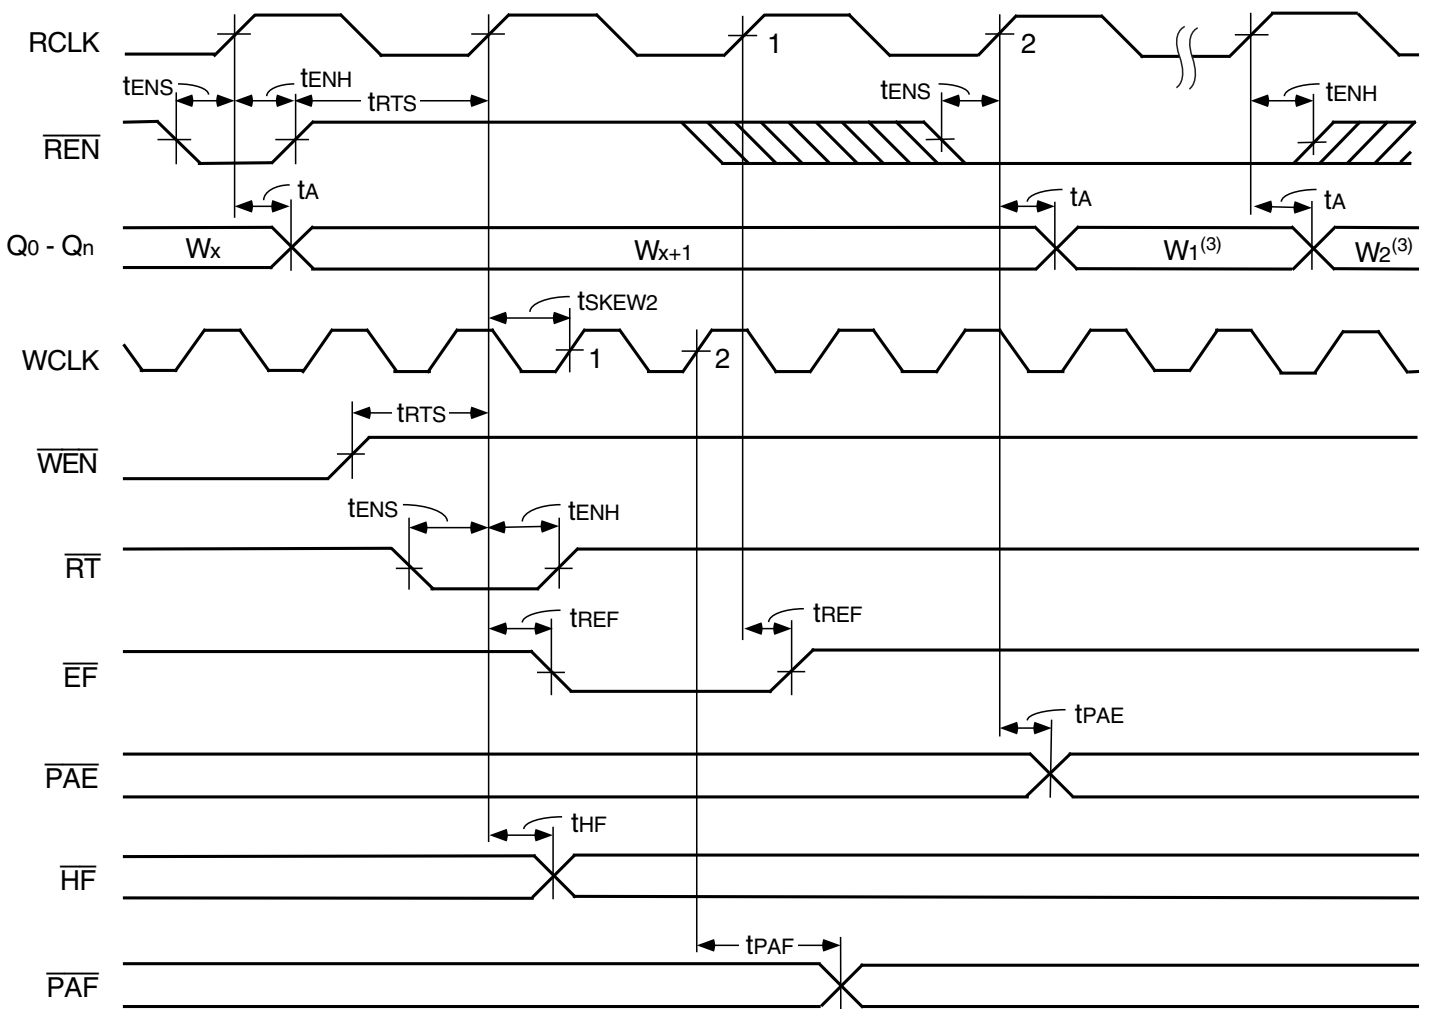 RCLK 1 2
tENS tENH tRTS tENS tENH
REN
tA tA tA
Q0 - Qn Wx Wx+1 W1(3) W2(3)
tSKEW2
WCLK 1 2
tRTS
WEN
tENS tENH
RT
tREF tREF
EF
tPAE
PAE
tHF
HF
tPAF
PAF